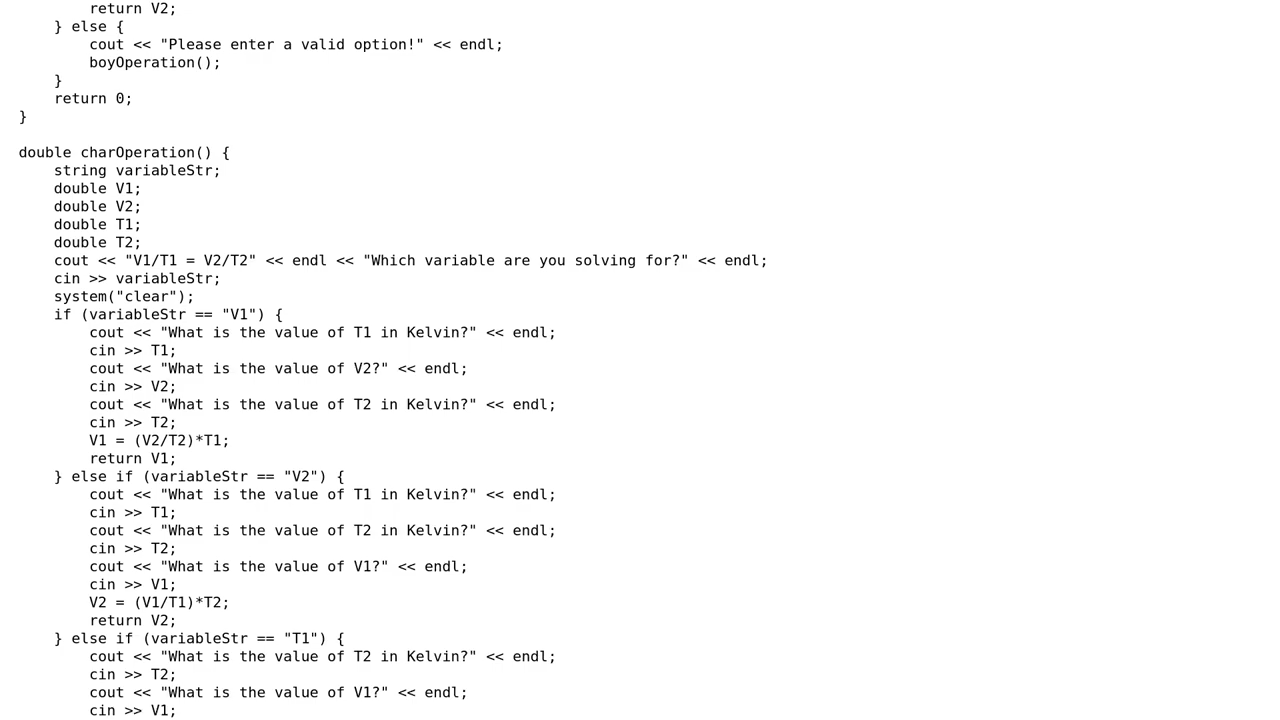 return V2;
    } else {
        cout << "Please enter a valid option!" << endl;
        boyOperation();
    }
    return 0;
}

double charOperation() {
    string variableStr;
    double V1;
    double V2;
    double T1;
    double T2;
    cout << "V1/T1 = V2/T2" << endl << "Which variable are you solving for?" << endl;
    cin >> variableStr;
    system("clear");
    if (variableStr == "V1") {
        cout << "What is the value of T1 in Kelvin?" << endl;
        cin >> T1;
        cout << "What is the value of V2?" << endl;
        cin >> V2;
        cout << "What is the value of T2 in Kelvin?" << endl;
        cin >> T2;
        V1 = (V2/T2)*T1;
        return V1;
    } else if (variableStr == "V2") {
        cout << "What is the value of T1 in Kelvin?" << endl;
        cin >> T1;
        cout << "What is the value of T2 in Kelvin?" << endl;
        cin >> T2;
        cout << "What is the value of V1?" << endl;
        cin >> V1;
        V2 = (V1/T1)*T2;
        return V2;
    } else if (variableStr == "T1") {
        cout << "What is the value of T2 in Kelvin?" << endl;
        cin >> T2;
        cout << "What is the value of V1?" << endl;
        cin >> V1;